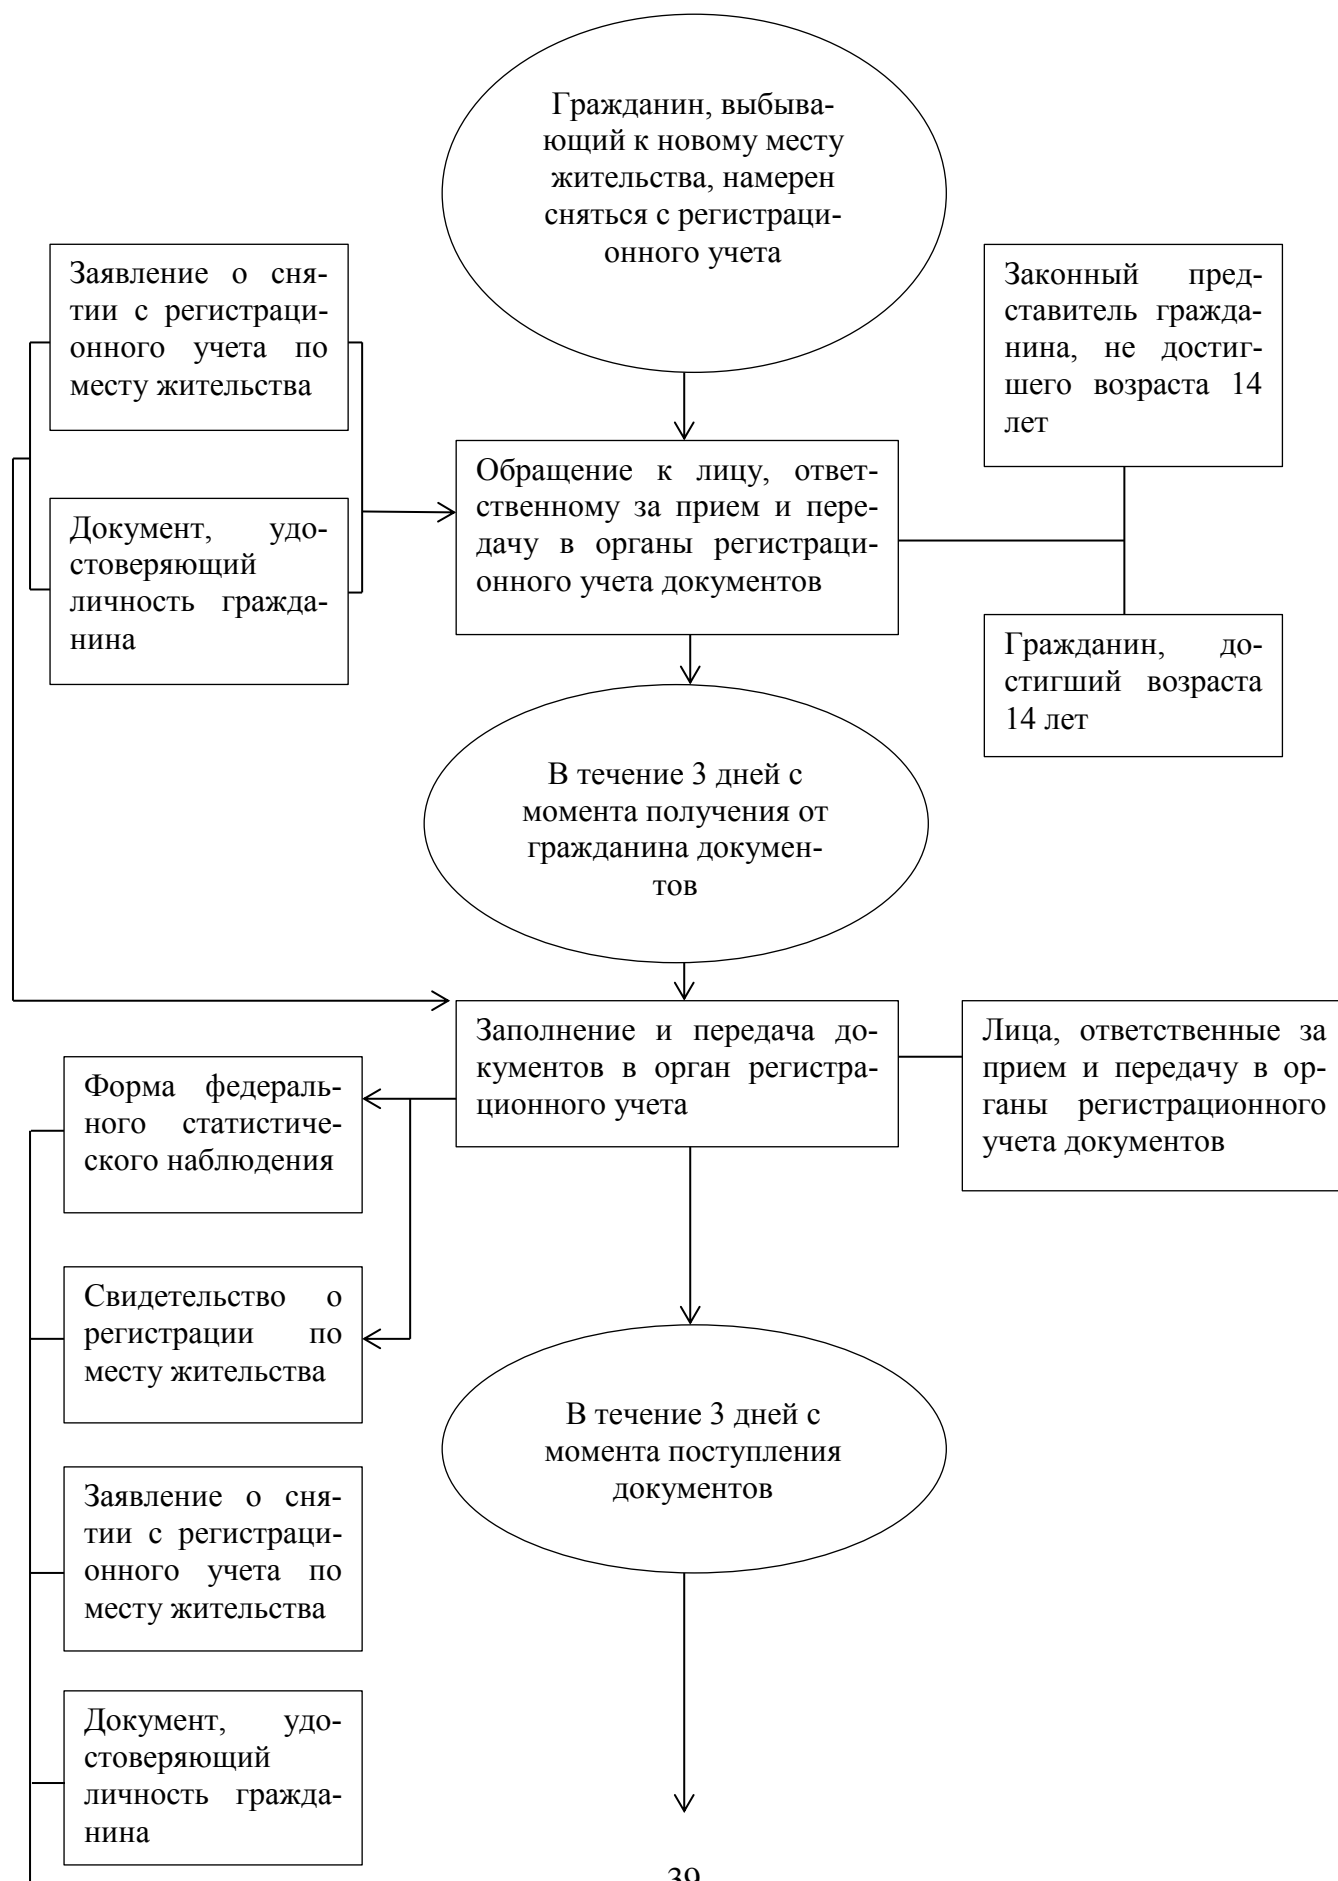 Гражданин, выбыва-
ющий к новому месту
жительства, намерен
сняться с регистраци-
онного учета
Заявление о сня-
тии с регистраци-
онного учета по
месту жительства
Законный пред-
ставитель гражда-
нина, не достиг-
шего возраста 14
лет
Обращение к лицу, ответ-
ственному за прием и пере-
дачу в органы регистраци-
онного учета документов
Документ, удо-
стоверяющий
личность гражда-
нина
Гражданин, до-
стигший возраста
14 лет
В течение 3 дней с
момента получения от
гражданина докумен-
тов
Заполнение и передача до-
кументов в орган регистра-
ционного учета
Лица, ответственные за
прием и передачу в ор-
ганы регистрационного
учета документов
Форма федераль-
ного статистиче-
ского наблюдения
Свидетельство о
регистрации по
месту жительства
В течение 3 дней с
момента поступления
документов
Заявление о сня-
тии с регистраци-
онного учета по
месту жительства
Документ, удо-
стоверяющий
личность гражда-
нина
39